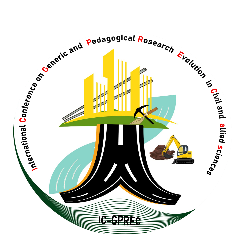 International Conference on Generic and Pedagogical Research Evolution in Civil and allied sciences
IC-GPREC